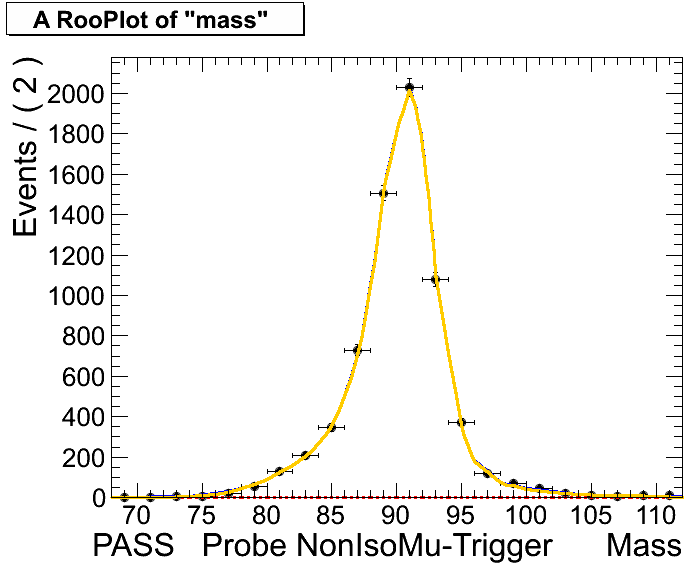 A RooPlot of "mass"
Events / ( 2 )
2000
1800
1600
1400
1200
1000
800
600
400
200
0
70 75 80 85 90 95 100 105 110
PASS Probe NonIsoMu-Trigger Mass